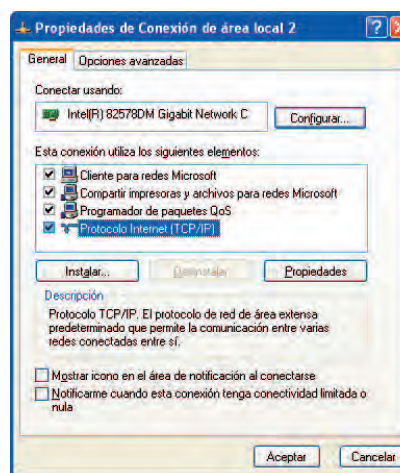 Propiedades de Conexión de área local 2
General
Opciones avanzadas
Conectar usando:
Intel(R) 82578DM Gigabit Network C
Configurar...
Esta conexión utiliza los siguientes elementos:
Cliente para redes Microsoft
Compartir impresoras y archivos para redes Microsoft
Programador de paquetes QoS
Protocolo Internet (TCP/IP)
Instalar...
Desinstalar
Propiedades
Descripción
Protocolo TCP/IP. El protocolo de red de área extensa
predeterminado que permite la comunicación entre varias
redes conectadas entre sí.
Mostrar icono en el área de notificación al conectarse
Notificarme cuando esta conexión tenga conectividad limitada o
nula
Aceptar
Cancelar